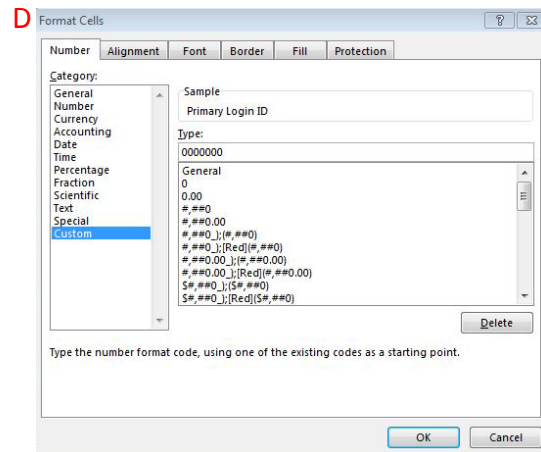 D
Format Cells
Number Alignment Font Border Fill Protection
Category:
General
Number
Currency
Accounting
Date
Time
Percentage
Fraction
Scientific
Text
Special
Custom
Sample
Primary Login ID
Type:
0000000
General
0
0.00
#,##0
#,##0.00
#,##0_);(#,##0)
#,##0_);[Red](#,##0)
#,##0.00_);(#,##0.00)
#,##0.00_);[Red](#,##0.00)
$#,##0_);($#,##0)
$#,##0_);[Red]($#,##0)
Delete
Type the number format code, using one of the existing codes as a starting point.
OK Cancel